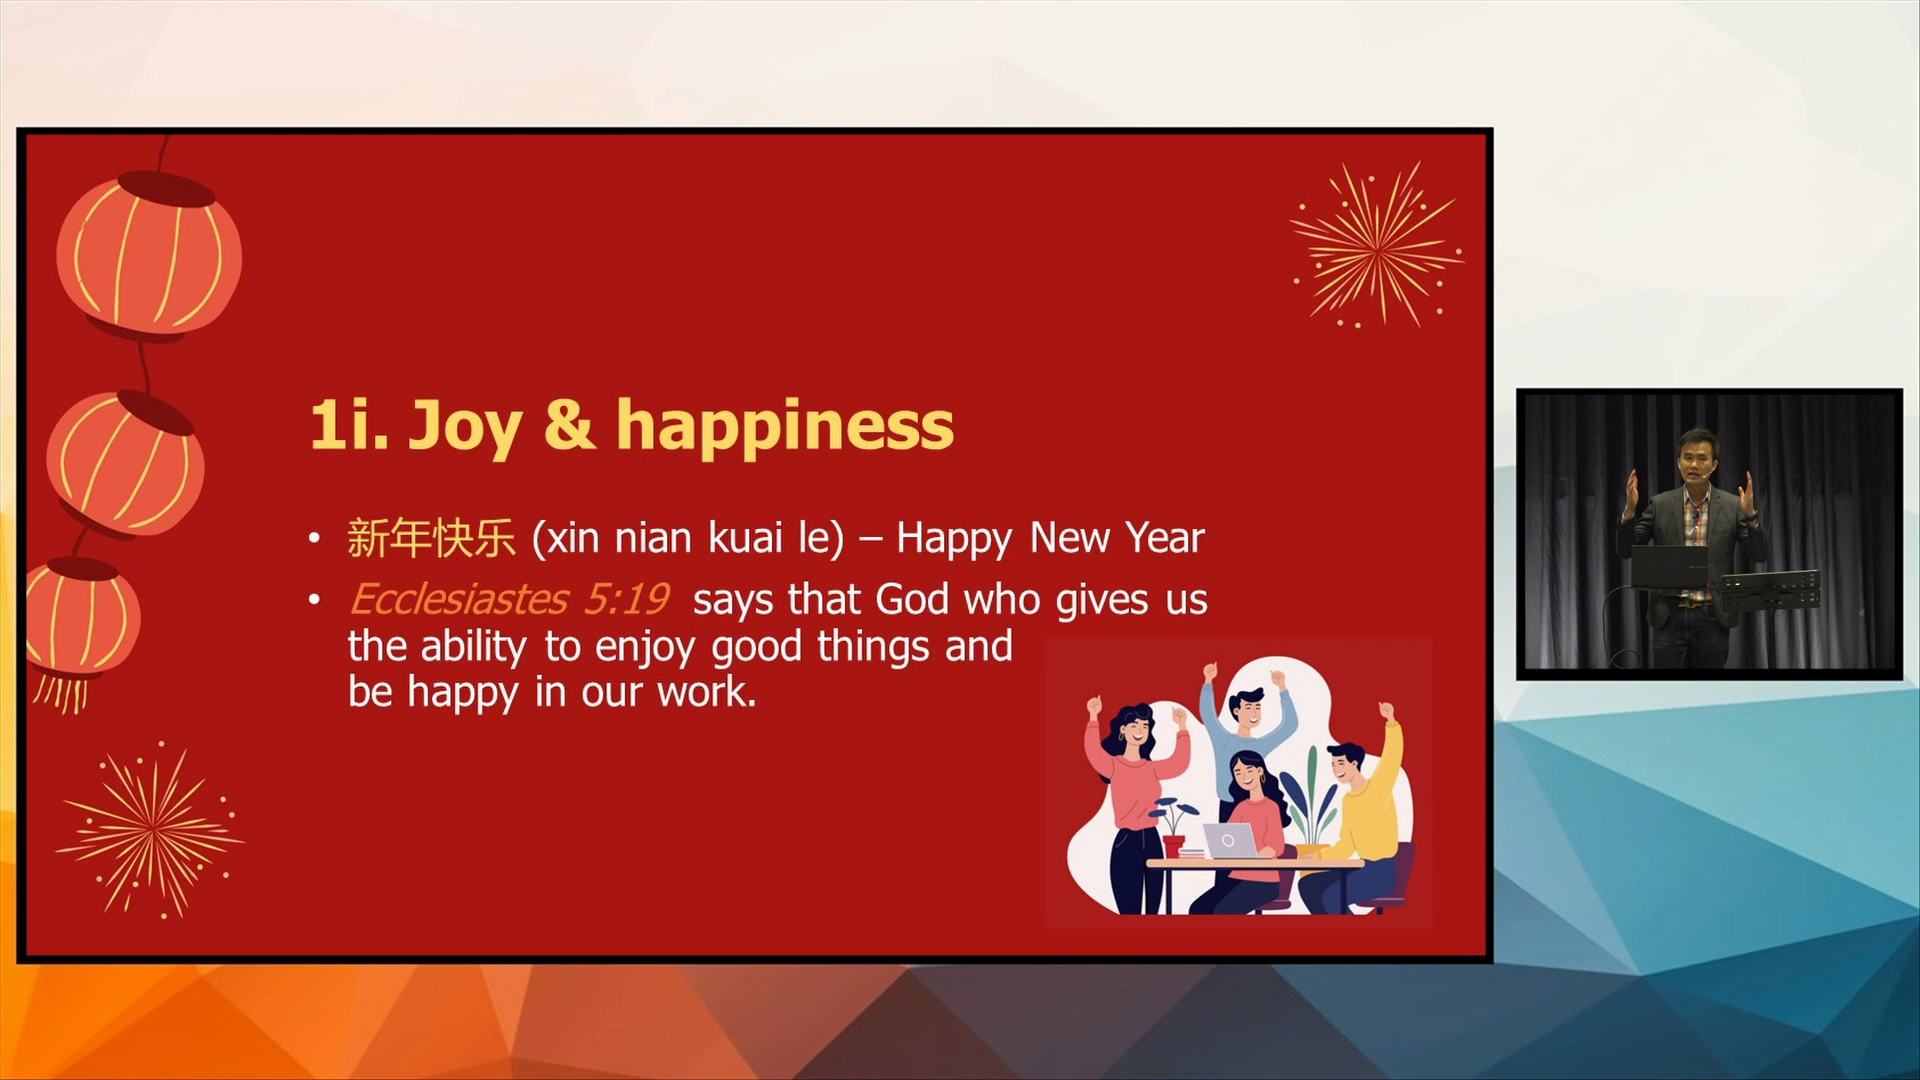 1i. Joy & happiness
• 新年快乐 (xin nian kuai le) – Happy New Year
• Ecclesiastes 5:19 says that God who gives us
the ability to enjoy good things and
be happy in our work.